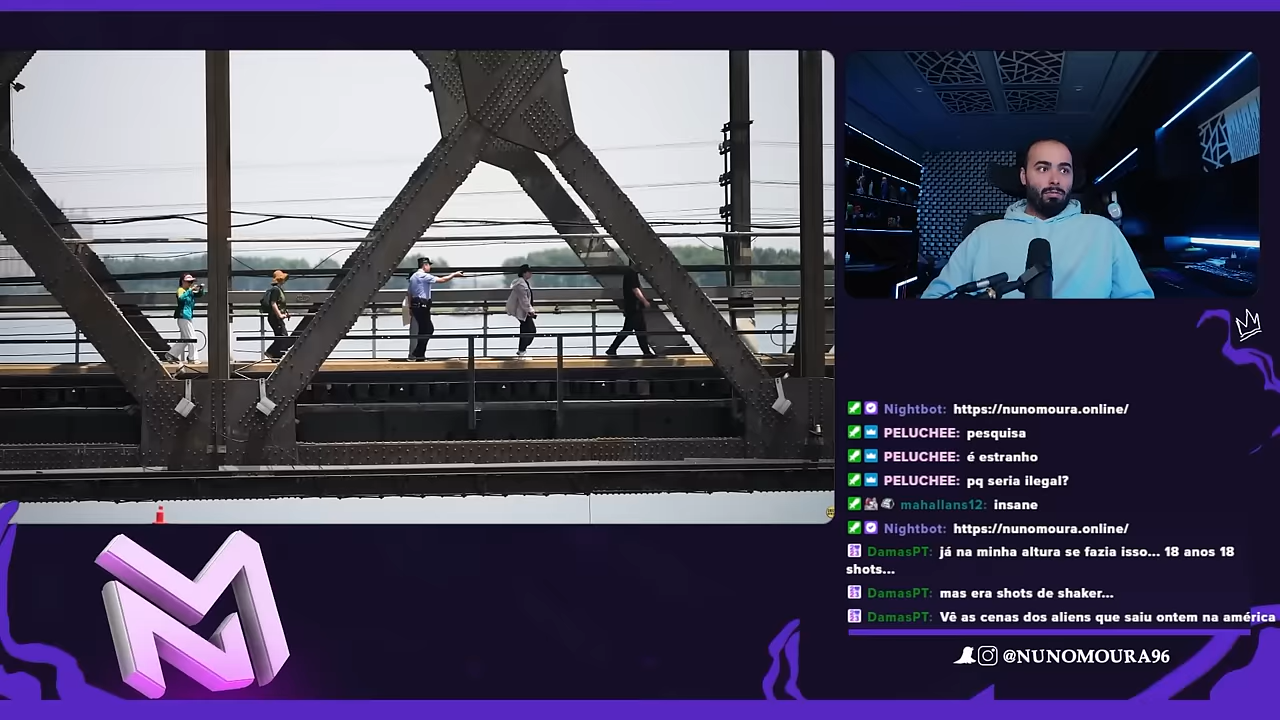 Nightbot: https://nunomoura.online/
PELUCHEE: pesquisa
PELUCHEE: é estranho
PELUCHEE: pq seria ilegal?
mahallans12: insane
Nightbot: https://nunomoura.online/
DamasPT: já na minha altura se fazia isso... 18 anos 18
shots...
DamasPT: mas era shots de shaker...
DamasPT: Vê as cenas dos aliens que saiu ontem na américa
@NUNOMOURA96